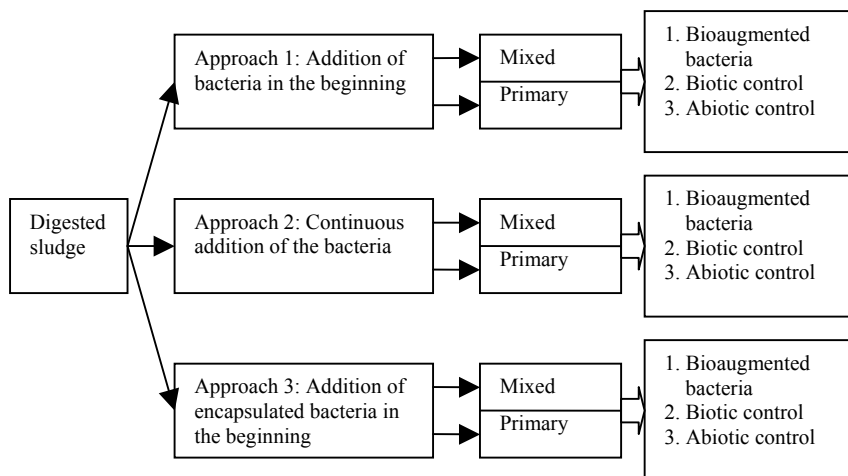 Digested
sludge
Approach 1: Addition of
bacteria in the beginning
Mixed
Primary
1. Bioaugmented
bacteria
2. Biotic control
3. Abiotic control
Approach 2: Continuous
addition of the bacteria
Mixed
Primary
1. Bioaugmented
bacteria
2. Biotic control
3. Abiotic control
Approach 3: Addition of
encapsulated bacteria in
the beginning
Mixed
Primary
1. Bioaugmented
bacteria
2. Biotic control
3. Abiotic control